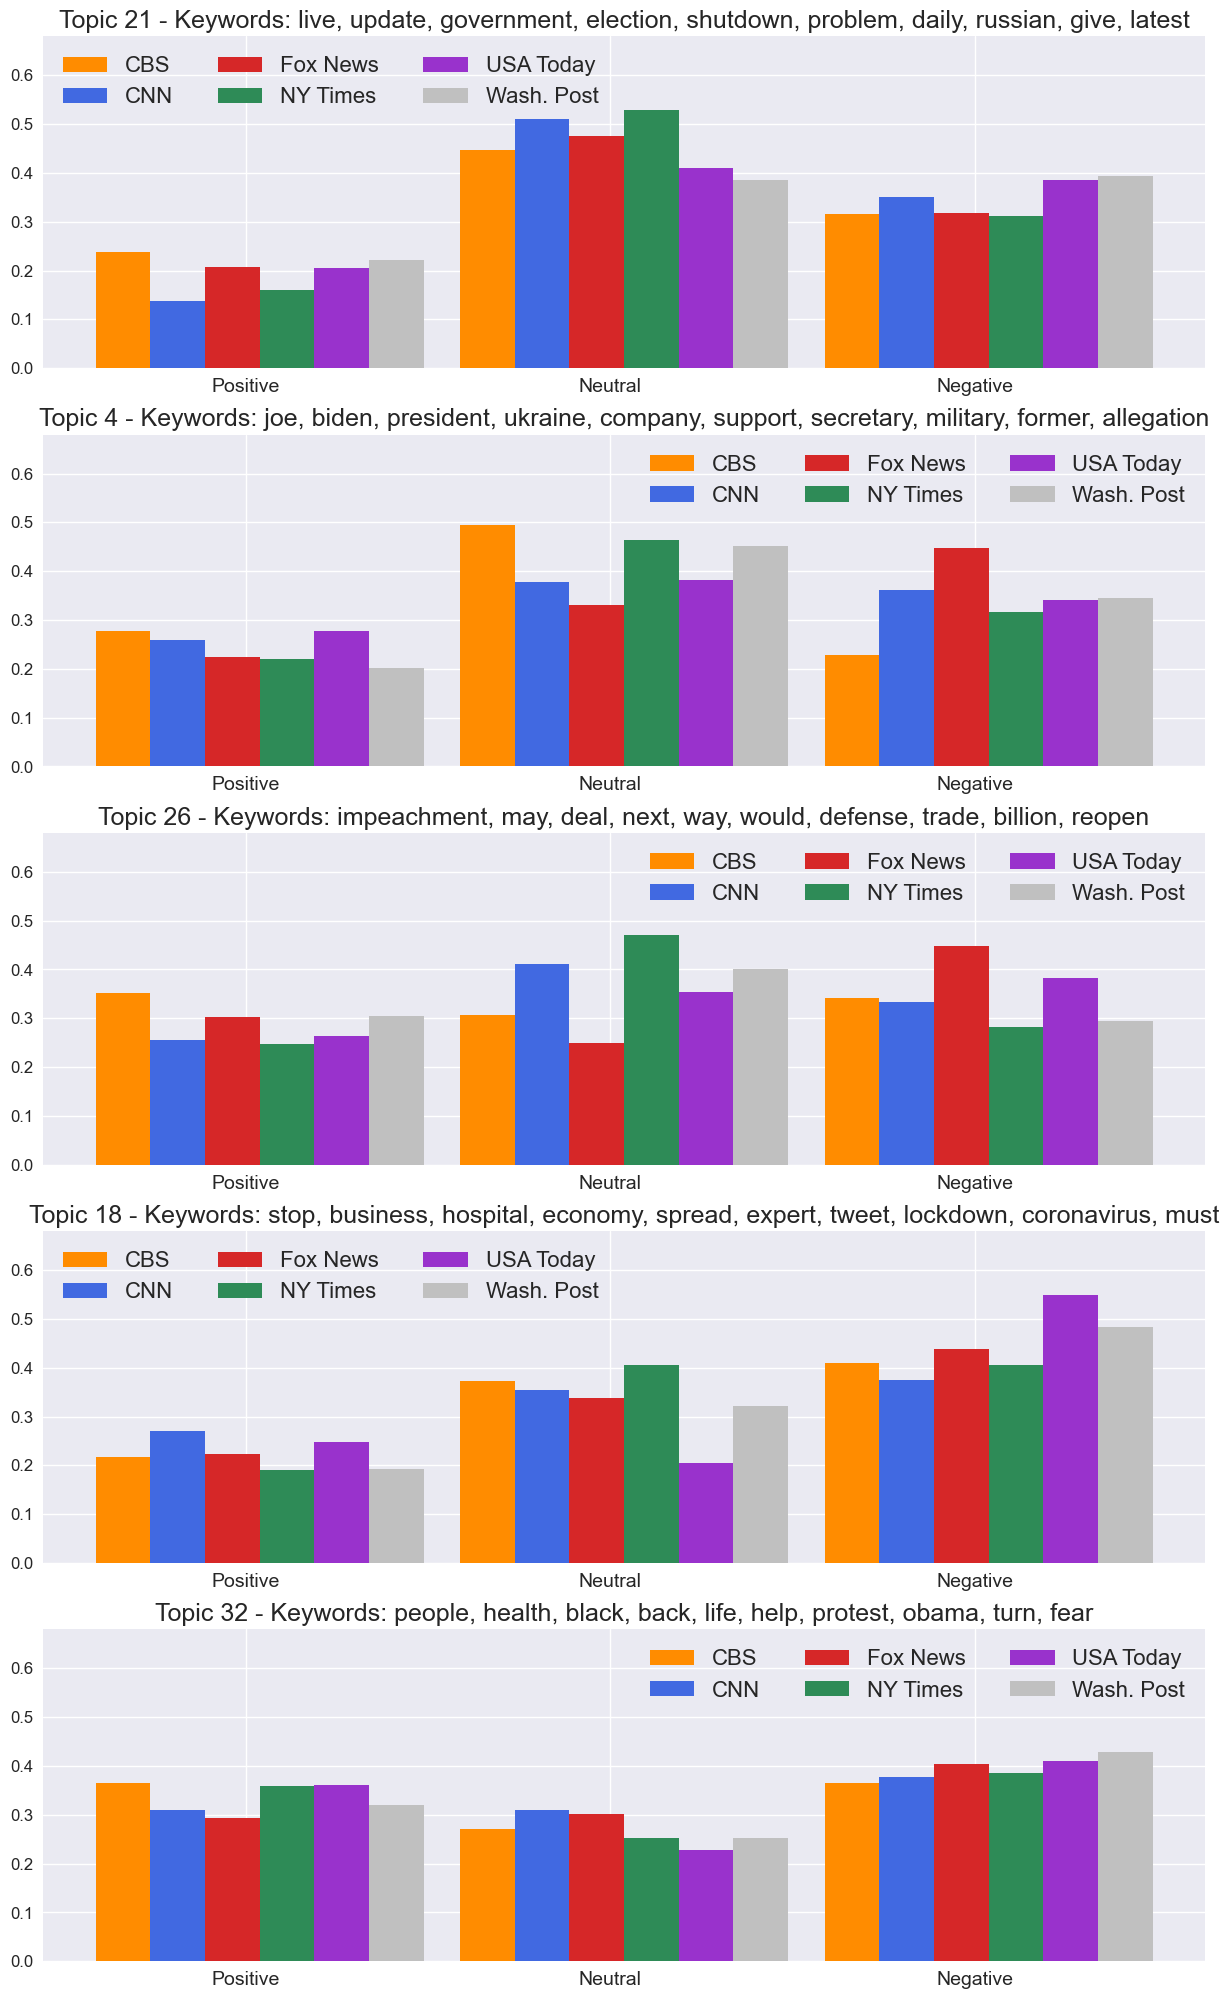 Topic 21 - Keywords: live, update, government, election, shutdown, problem, daily, russian, give, latest
CBS Fox News USA Today
CNN NY Times Wash. Post
0.6
0.5
0.4
0.3
0.2
0.1
0.0
Positive Neutral Negative
Topic 4 - Keywords: joe, biden, president, ukraine, company, support, secretary, military, former, allegation
CBS Fox News USA Today
CNN NY Times Wash. Post
0.6
0.5
0.4
0.3
0.2
0.1
0.0
Positive Neutral Negative
Topic 26 - Keywords: impeachment, may, deal, next, way, would, defense, trade, billion, reopen
CBS Fox News USA Today
CNN NY Times Wash. Post
0.6
0.5
0.4
0.3
0.2
0.1
0.0
Positive Neutral Negative
Topic 18 - Keywords: stop, business, hospital, economy, spread, expert, tweet, lockdown, coronavirus, must
CBS Fox News USA Today
CNN NY Times Wash. Post
0.6
0.5
0.4
0.3
0.2
0.1
0.0
Positive Neutral Negative
Topic 32 - Keywords: people, health, black, back, life, help, protest, obama, turn, fear
CBS Fox News USA Today
CNN NY Times Wash. Post
0.6
0.5
0.4
0.3
0.2
0.1
0.0
Positive Neutral Negative